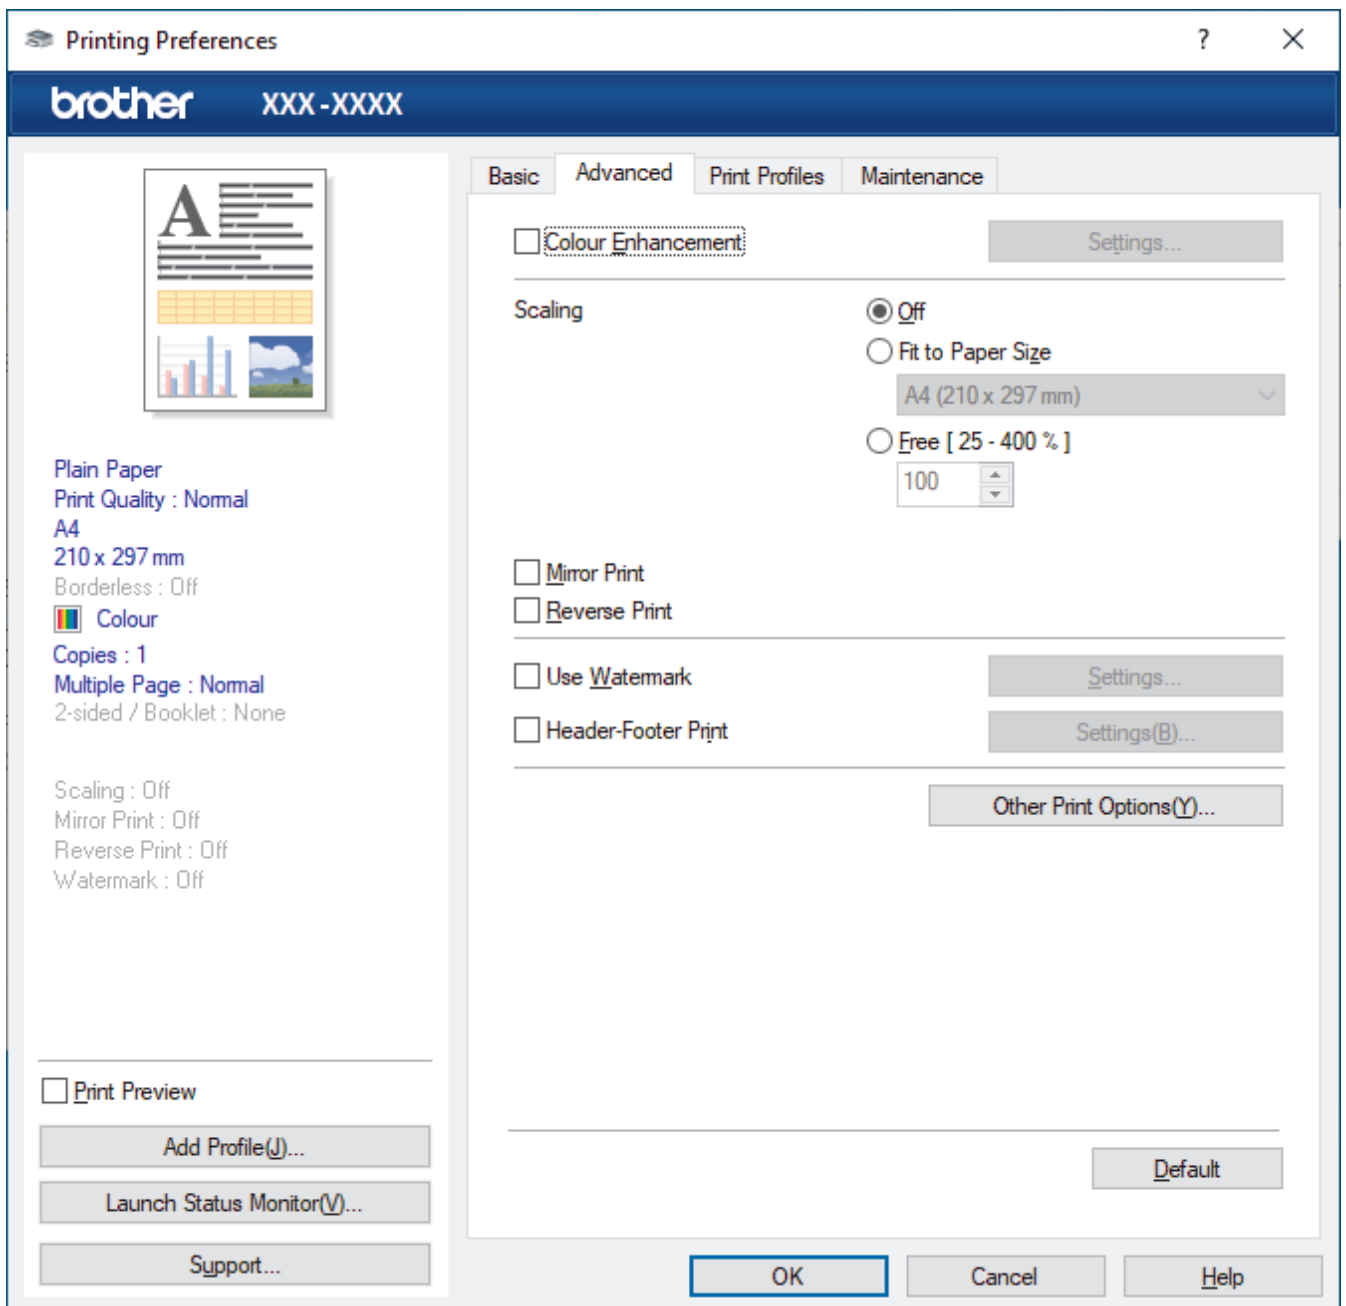 Printing Preferences
brother XXX-XXXX
A
Plain Paper
Print Quality : Normal
A4
210 x 297 mm
Borderless : Off
Colour
Copies : 1
Multiple Page : Normal
2-sided / Booklet : None
Scaling : Off
Mirror Print : Off
Reverse Print : Off
Watermark : Off
Print Preview
Add Profile(J)...
Launch Status Monitor(V)...
Support...
Basic Advanced Print Profiles Maintenance
Colour Enhancement Settings...
Scaling Off
Fit to Paper Size
A4 (210 x 297 mm)
Free [ 25 - 400 % ]
100
Mirror Print
Reverse Print
Use Watermark Settings...
Header-Footer Print Settings(B)...
Other Print Options(Y)...
Default
OK Cancel Help